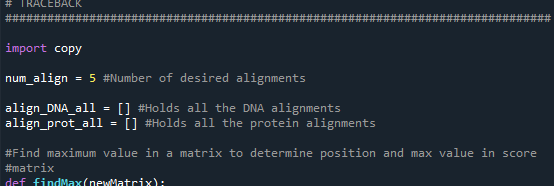 # TRACEBACK
################################################################################
import copy
num_align = 5 #Number of desired alignments
align_DNA_all = [] #Holds all the DNA alignments
align_prot_all = [] #Holds all the protein alignments
#Find maximum value in a matrix to determine position and max value in score
#matrix
def findMax(newMatrix):